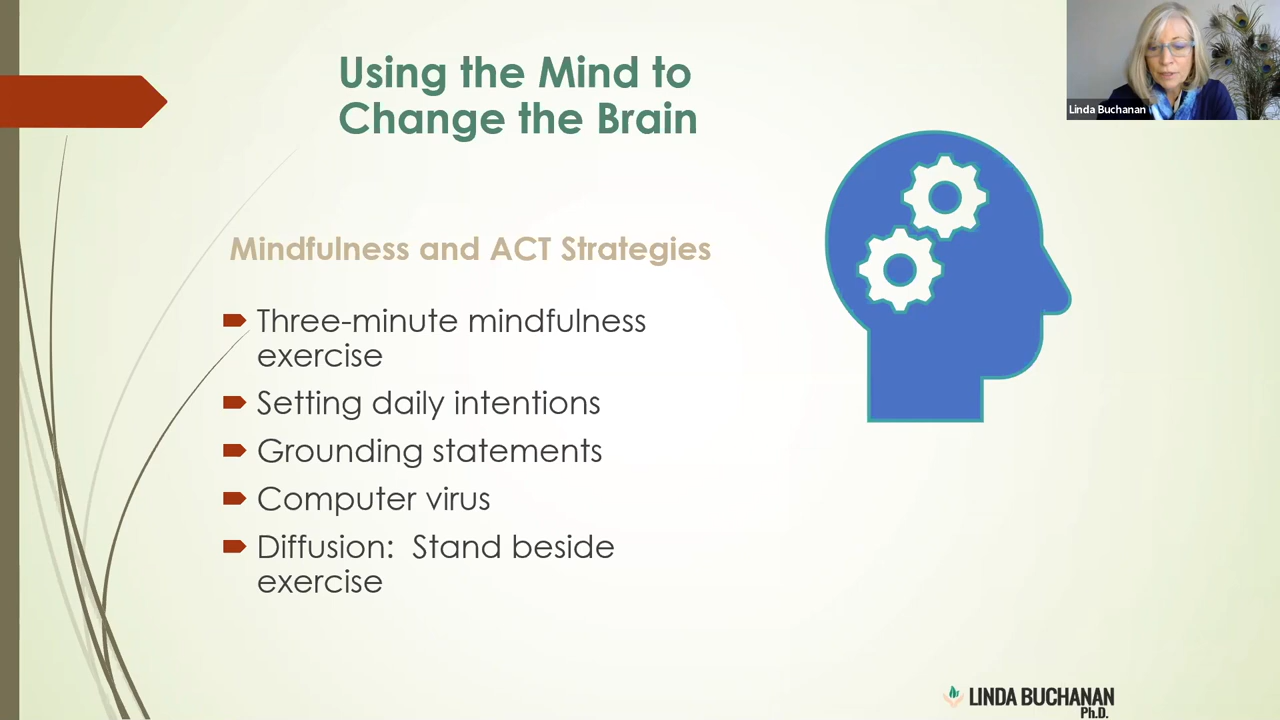 Using the Mind to
Change the Brain
Linda Buchanan
Mindfulness and ACT Strategies
Three-minute mindfulness
exercise
Setting daily intentions
Grounding statements
Computer virus
Diffusion:  Stand beside
exercise
LINDA BUCHANAN
Ph.D.